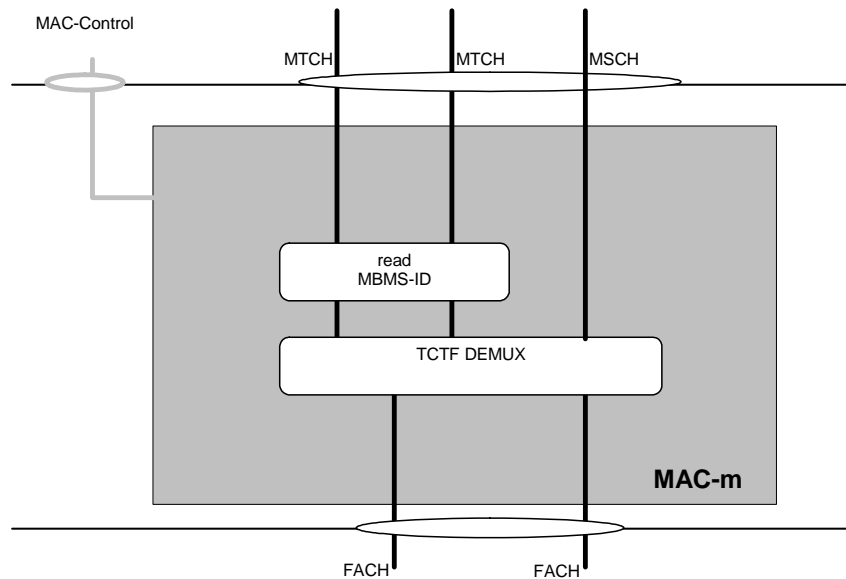 MAC-Control
MTCH
MTCH
MSCH
read
MBMS-ID
TCTF DEMUX
MAC-m
FACH
FACH